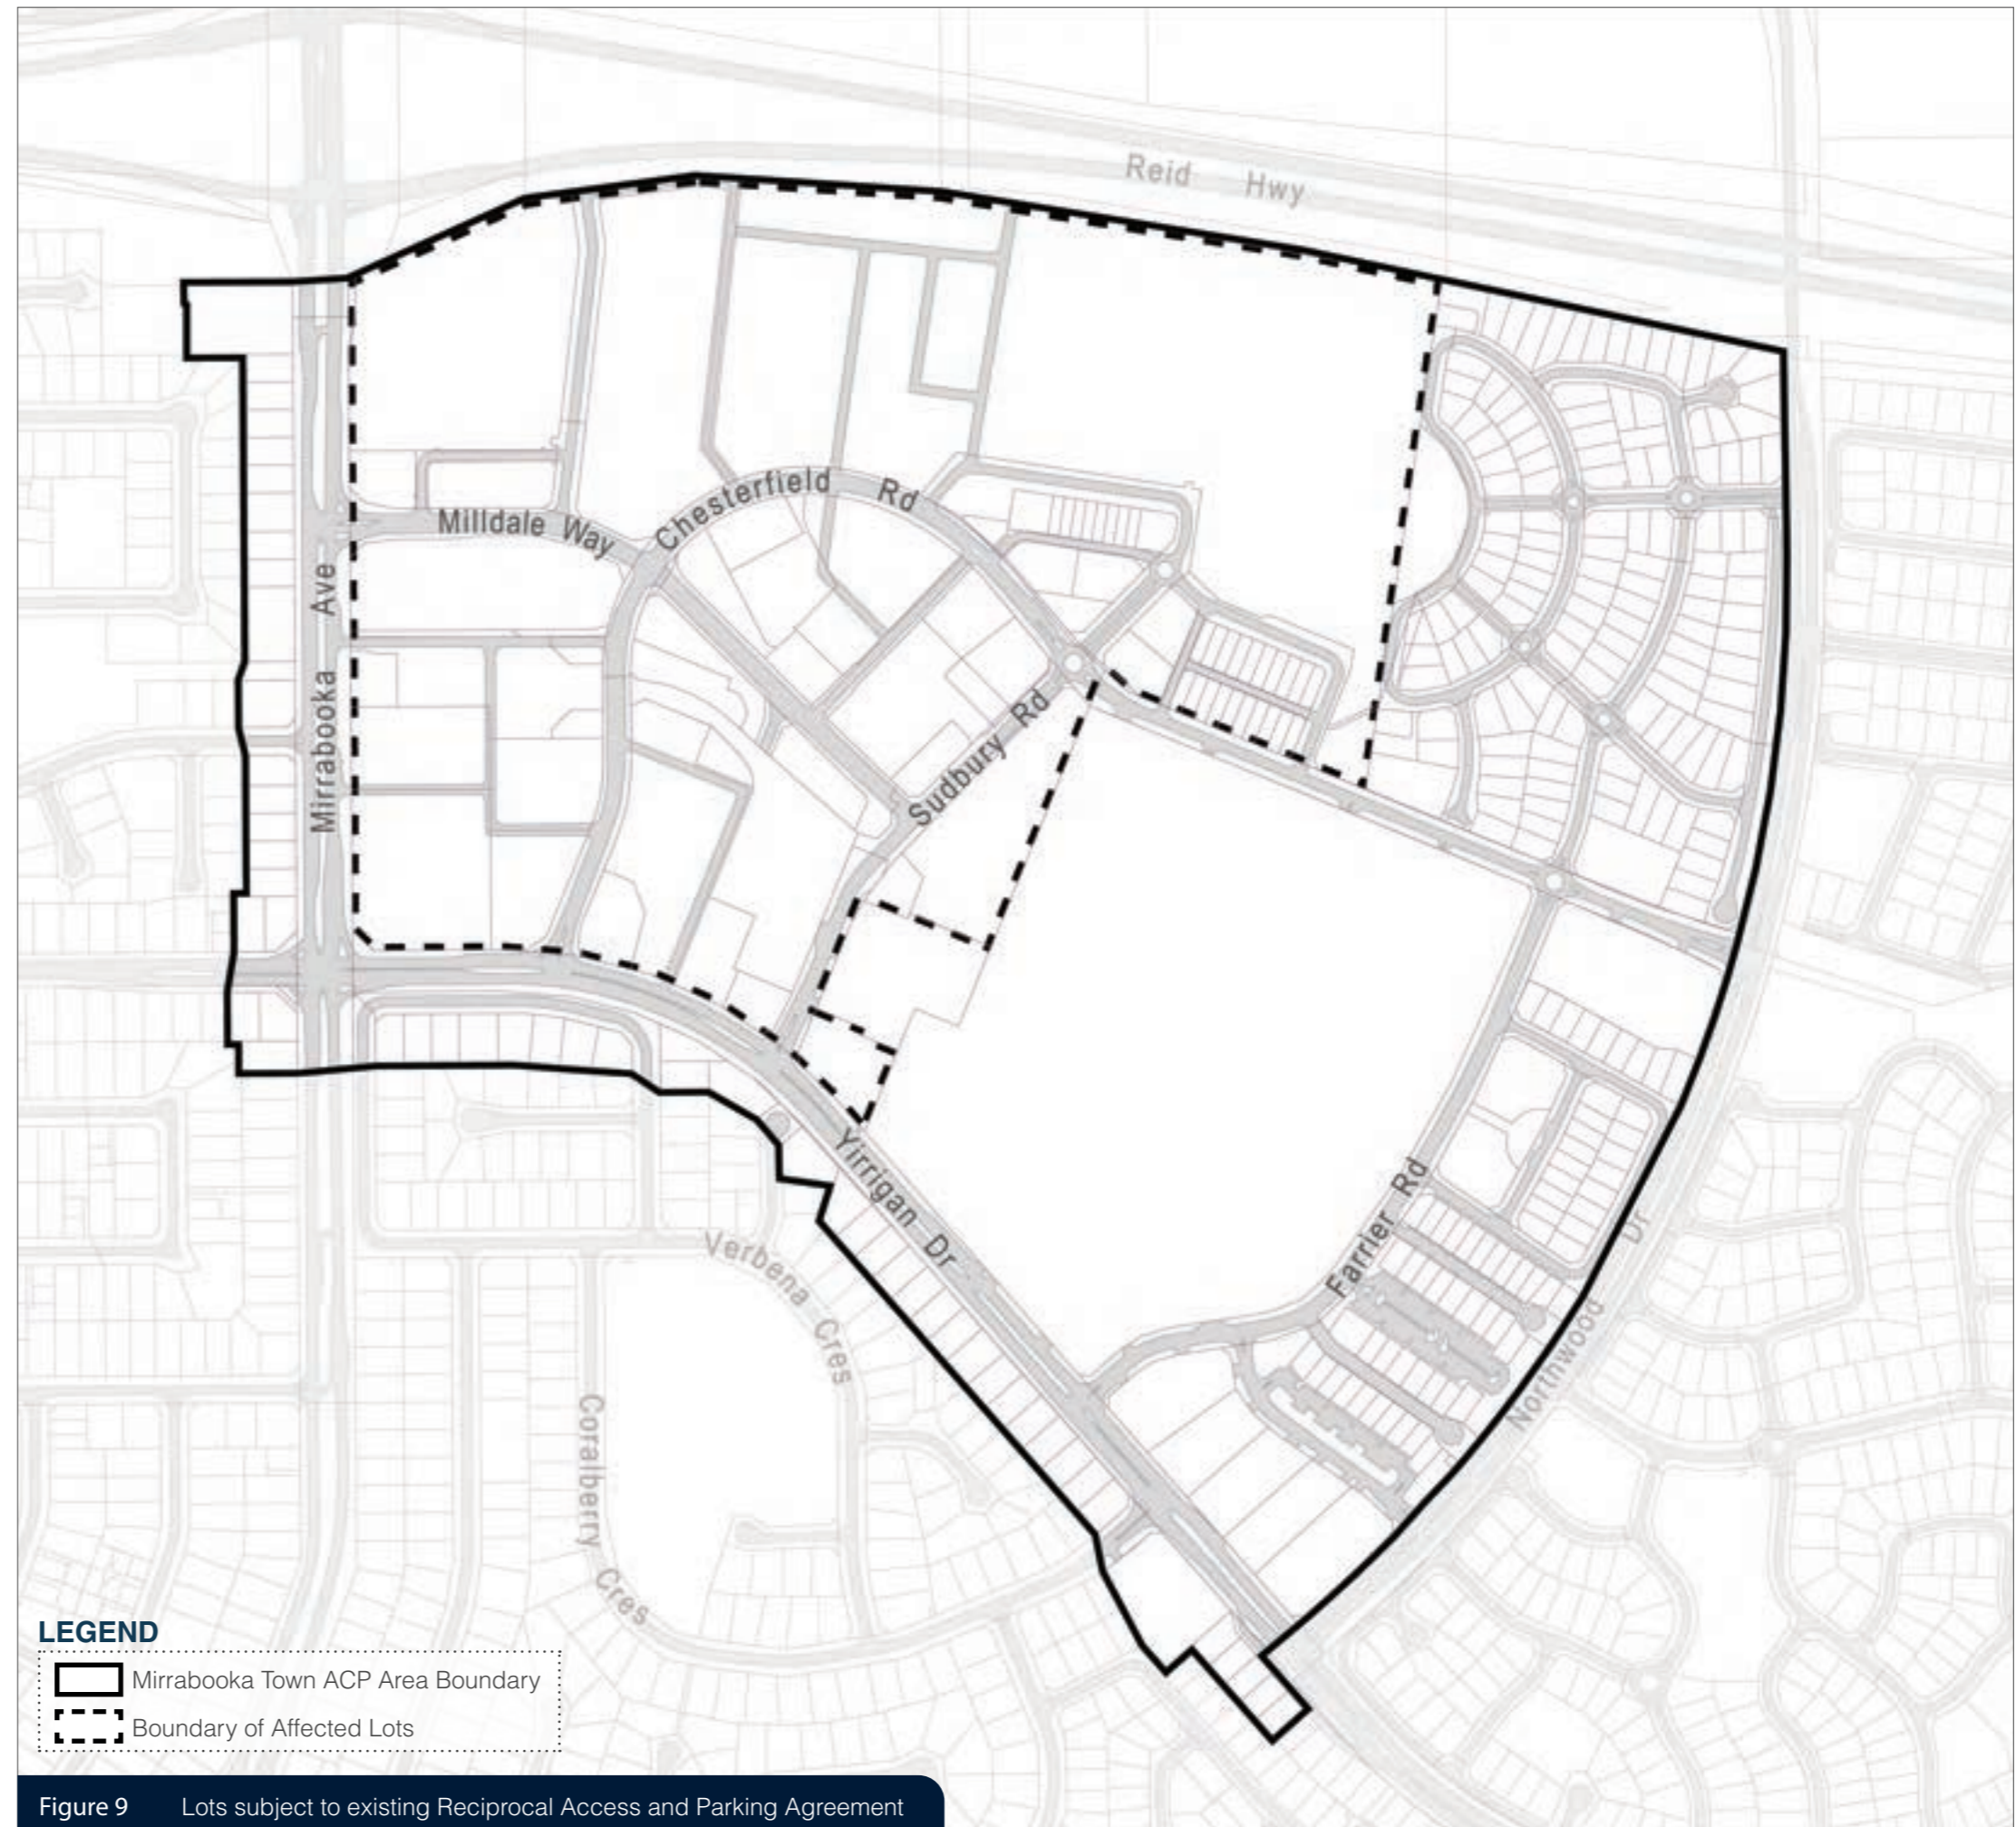 Reid Hwy
Chesterfield Rd
Milldale Way
Mirrabooka Ave
Sudbury Rd
Yirrigan Dr
Farrier Rd
Northwood Dr
Verbena Cres
Coralberry Cres
LEGEND
Mirrabooka Town ACP Area Boundary
Boundary of Affected Lots
Figure 9 Lots subject to existing Reciprocal Access and Parking Agreement